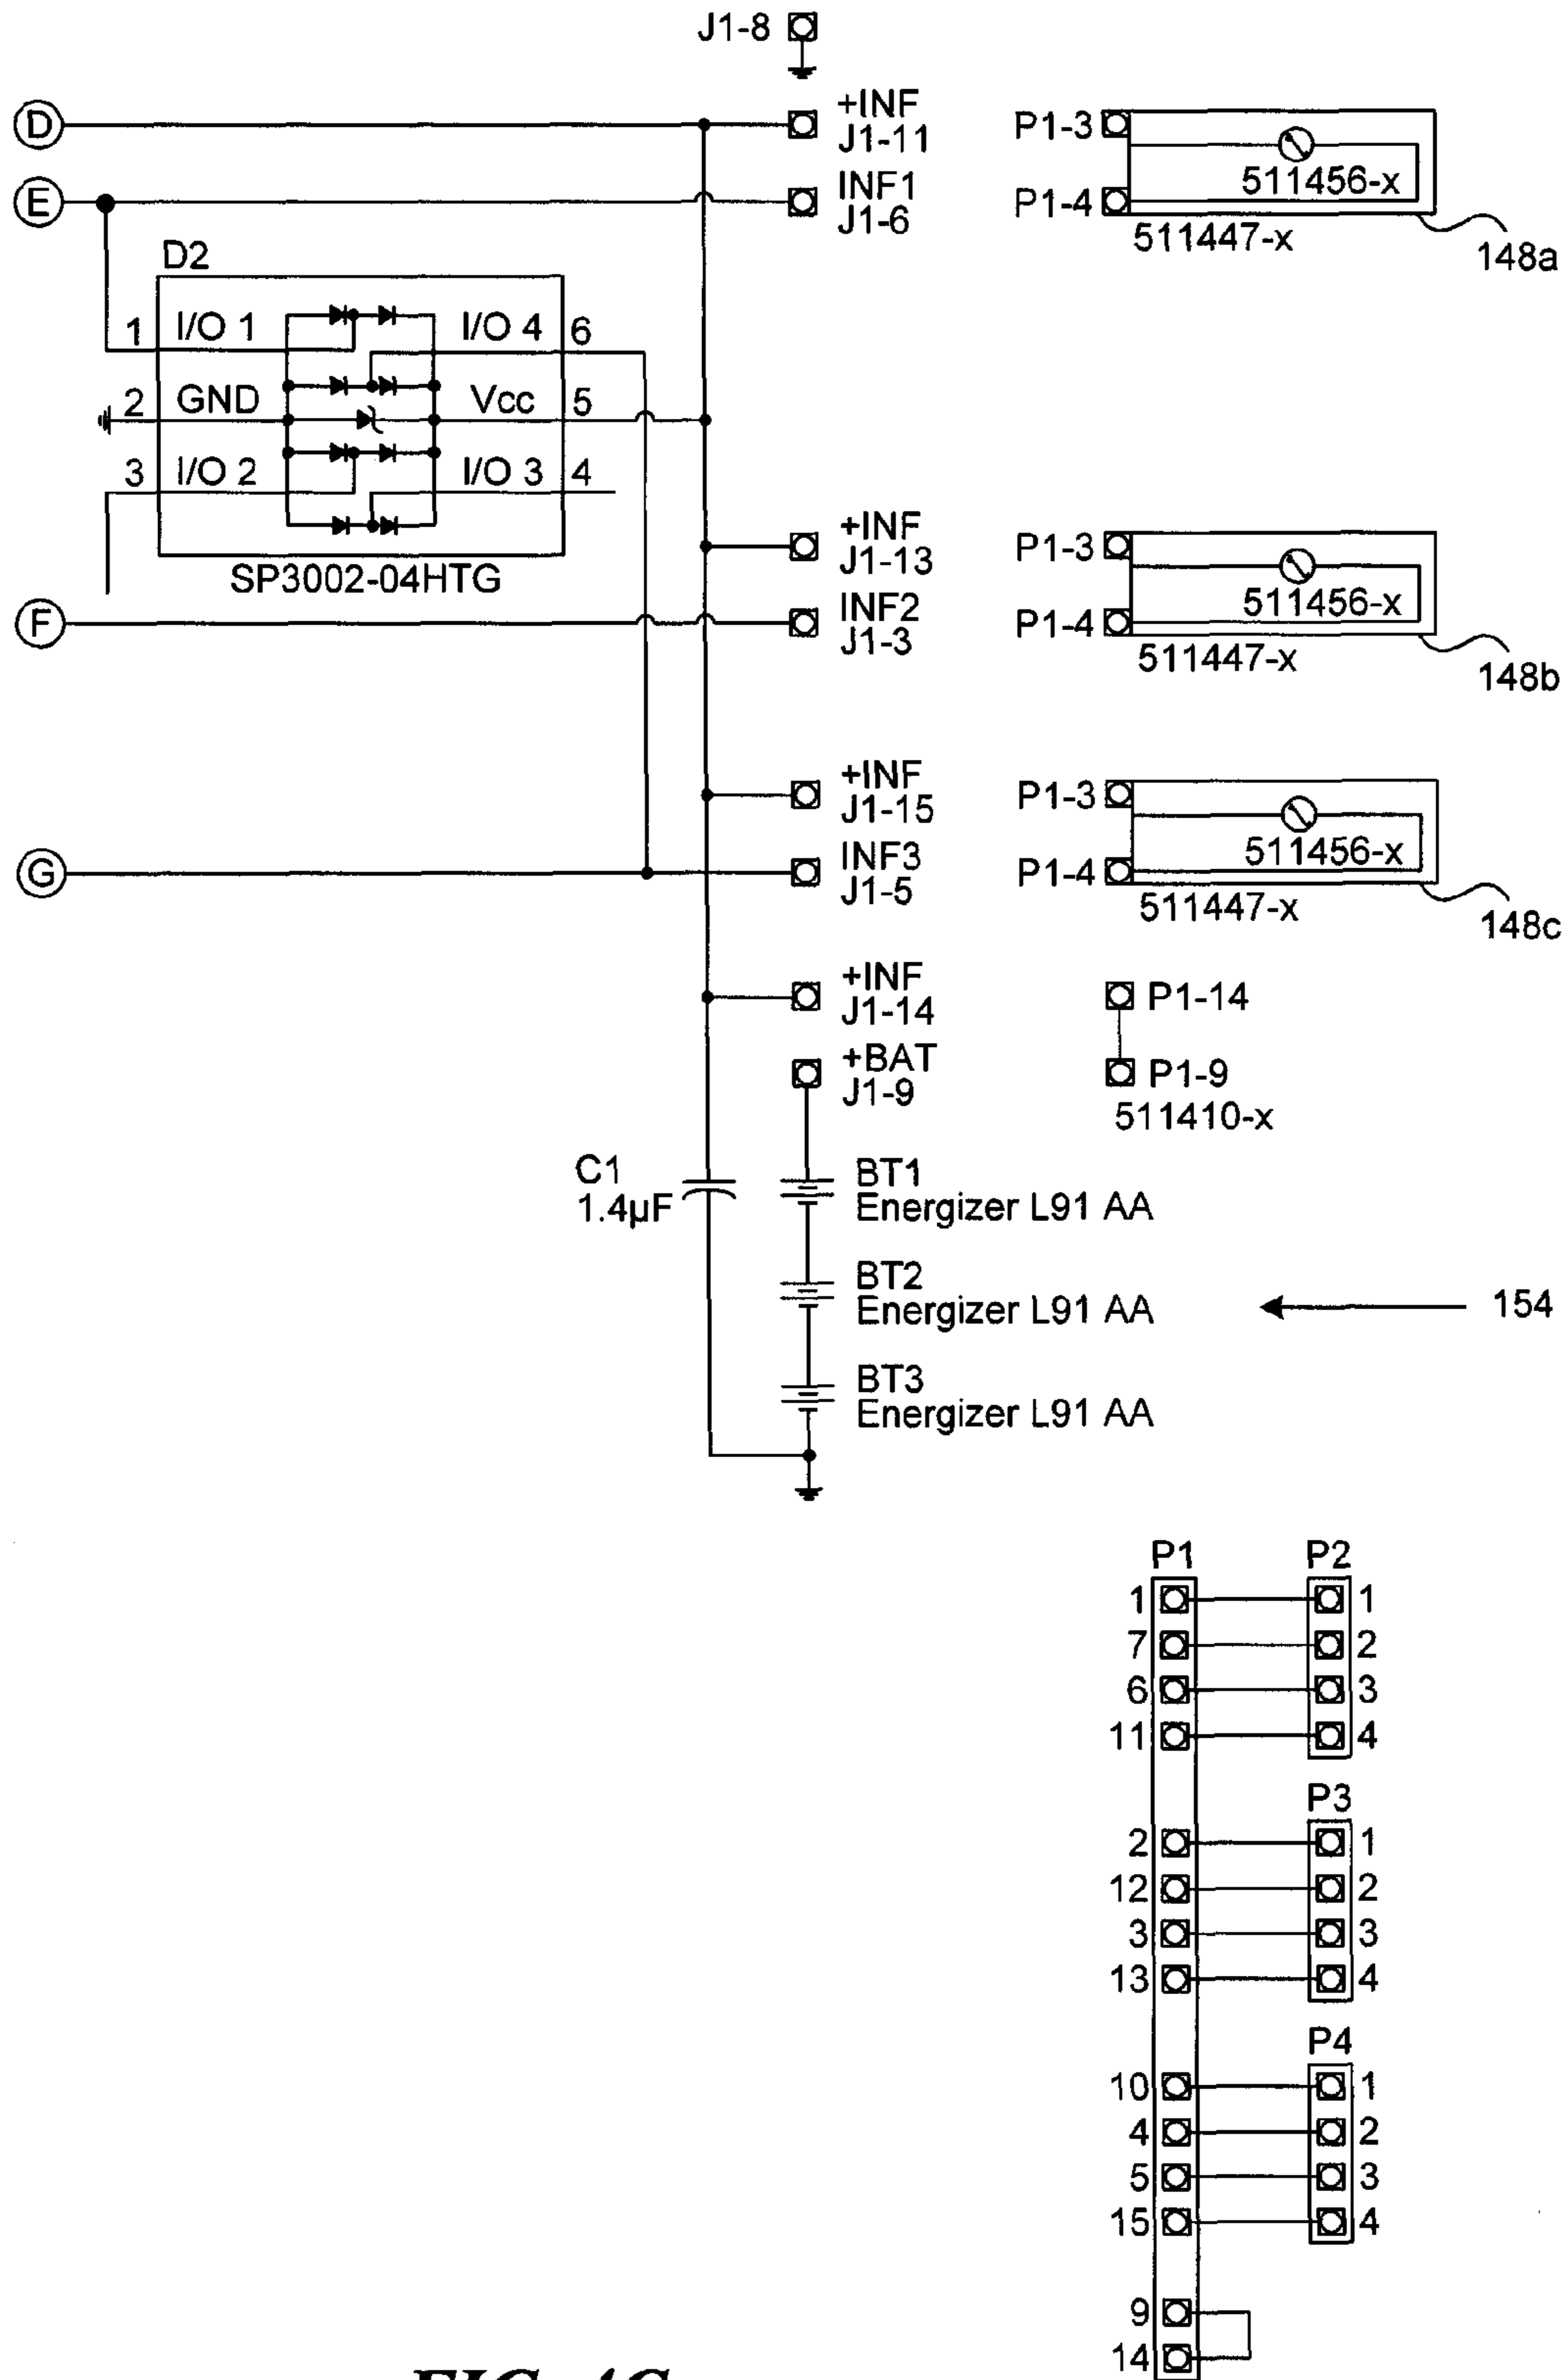 J1-8
D
+INF
J1-11
P1-3
511456-x
E
INF1
J1-6
P1-4
511447-x
148a
D2
1 I/O 1 I/O 4 6
2 GND Vcc 5
3 I/O 2 I/O 3 4
SP3002-04HTG
+INF
J1-13
P1-3
511456-x
F
INF2
J1-3
P1-4
511447-x
148b
+INF
J1-15
P1-3
511456-x
G
INF3
J1-5
P1-4
511447-x
148c
+INF
J1-14
P1-14
+BAT
J1-9
P1-9
511410-x
C1
1.4µF
BT1
Energizer L91 AA
BT2
Energizer L91 AA
154
BT3
Energizer L91 AA
P1 P2
1 1
7 2
6 3
11 4
P3
2 1
12 2
3 3
13 4
P4
10 1
4 2
5 3
15 4
9
14